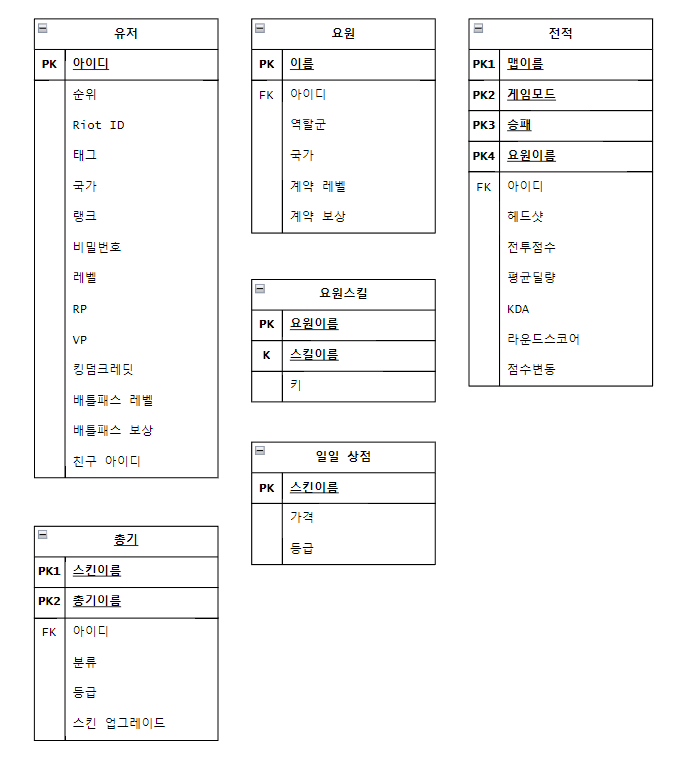 유저
PK 아이디
순위
Riot ID
태그
국가
랭크
비밀번호
레벨
RP
VP
킹덤크레딧
배틀패스 레벨
배틀패스 보상
친구 아이디
요원
PK 이름
FK 아이디
역할군
국가
계약 레벨
계약 보상
전적
PK1 맵이름
PK2 게임모드
PK3 승패
PK4 요원이름
FK 아이디
헤드샷
전투점수
평균딜량
KDA
라운드스코어
점수변동
요원스킬
PK 요원이름
K 스킬이름
키
일일 상점
PK 스킨이름
가격
등급
총기
PK1 스킨이름
PK2 총기이름
FK 아이디
분류
등급
스킨 업그레이드